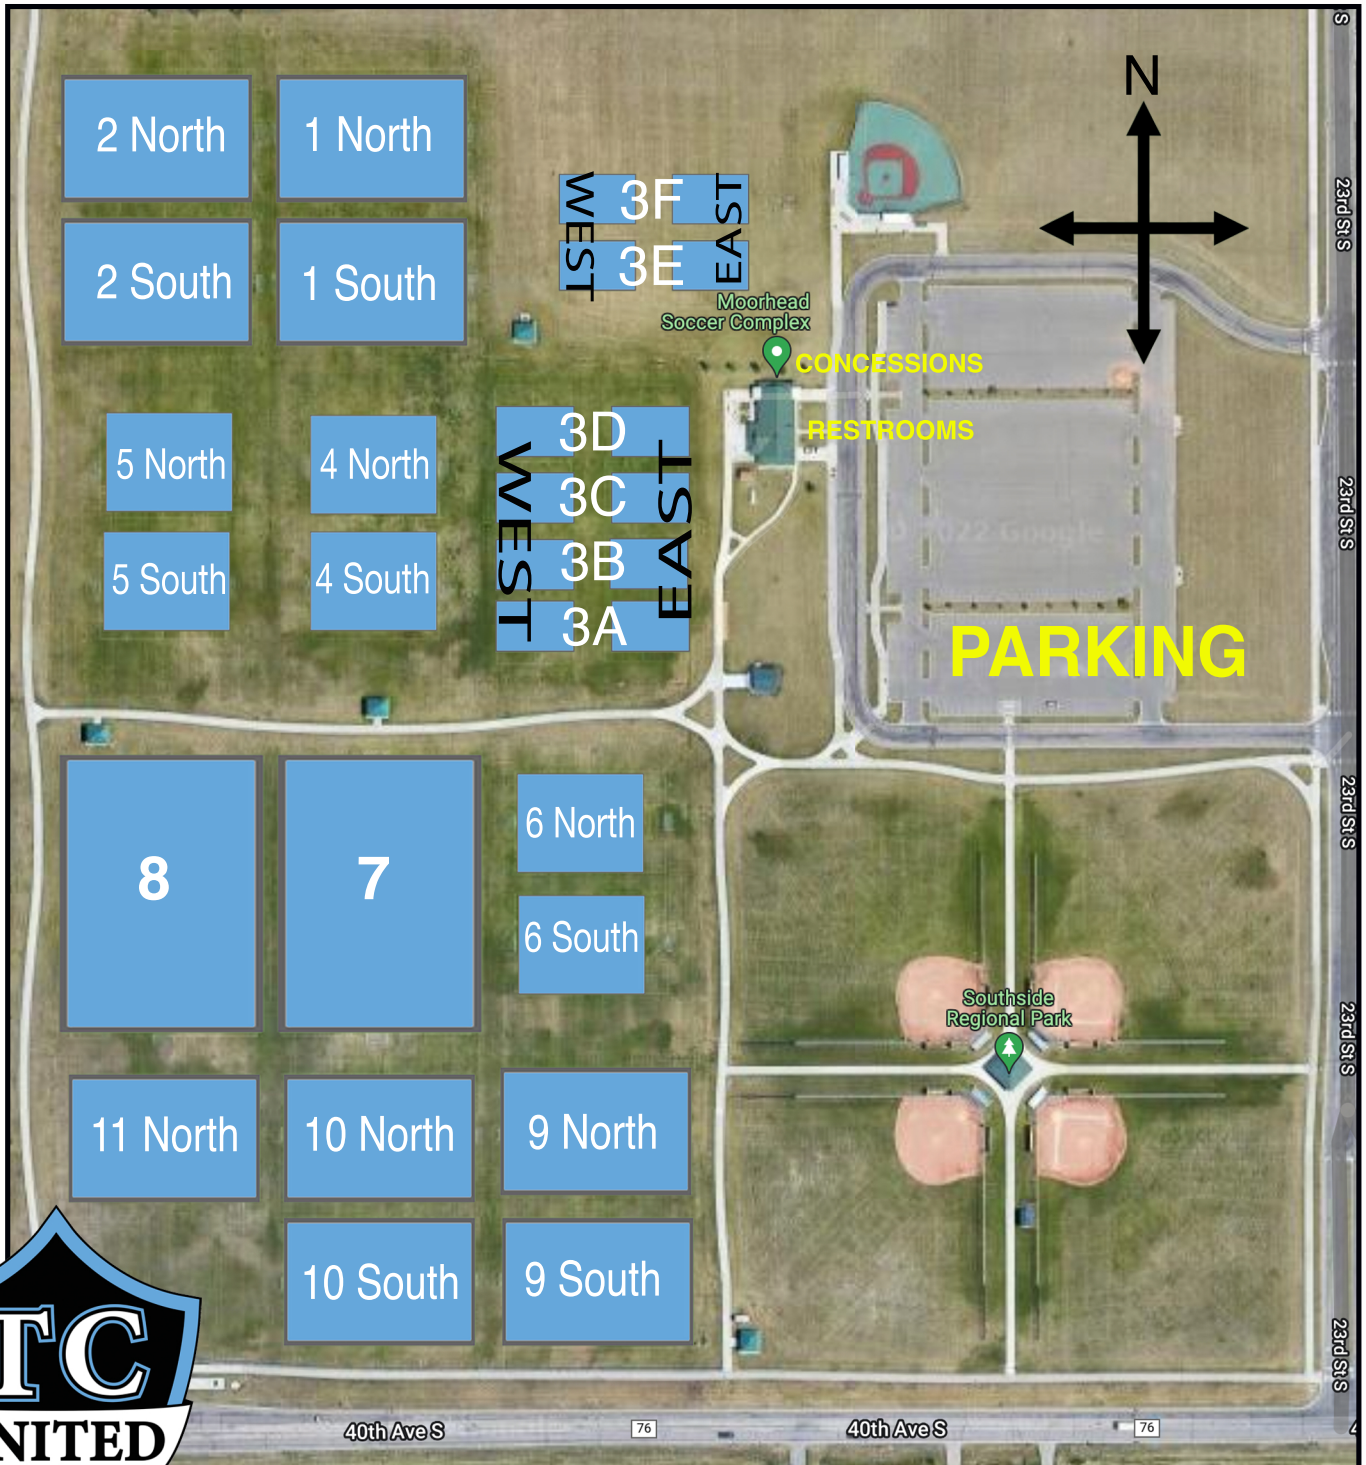 N
2 North
1 North
2 South
1 South
WEST
3F
EAST
3E
Moorhead
Soccer Complex
CONCESSIONS
RESTROOMS
5 North
4 North
5 South
4 South
WEST
3D
3C
3B
3A
EAST
PARKING
8
7
6 North
6 South
Southside
Regional Park
11 North
10 North
9 North
10 South
9 South
TC
NITED
40th Ave S
76
40th Ave S
76
S
23rd St S
23rd St S
23rd St S
23rd St S
23rd St S
2022 Google